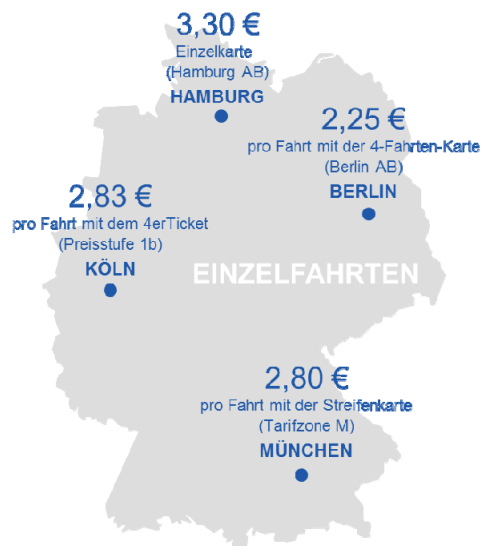 3,30 €
Einzelkarte
(Hamburg AB)
HAMBURG
2,25 €
pro Fahrt mit der 4-Fahrten-Karte
(Berlin AB)
BERLIN
2,83 €
pro Fahrt mit dem 4erTicket
(Preisstufe 1b)
KÖLN
EINZELFAHRTEN
2,80 €
pro Fahrt mit der Streifenkarte
(Tarifzone M)
MÜNCHEN